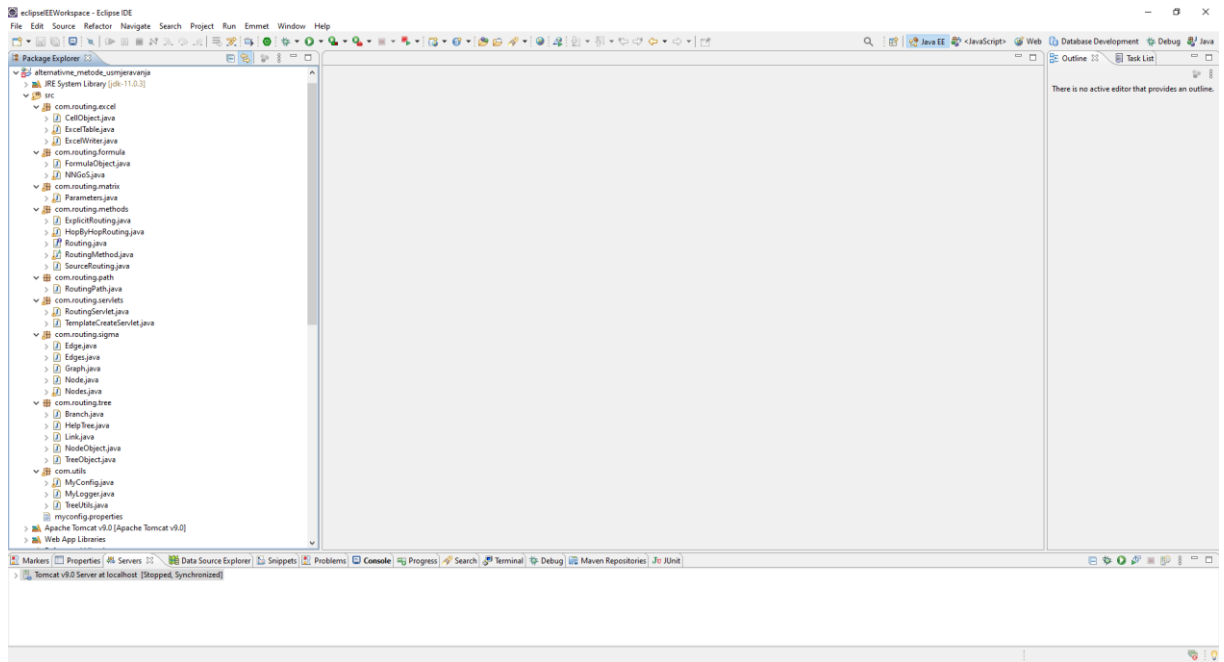 eclipseIEEWorkspace - Eclipse IDE
File Edit Source Refactor Navigate Search Project Run Emmet Window Help
Java EE <JavaScript> Web Database Development Debug Java
Package Explorer
Outline Task List
There is no active editor that provides an outline.
alternativne_metode_usmjeravanja
JRE System Library [jdk-11.0.3]
src
com.routing.excel
CellObject.java
ExcelTable.java
ExcelWriter.java
com.routing.formula
FormulaObject.java
NNGoS.java
com.routing.matrix
Parameters.java
com.routing.methods
ExplicitRouting.java
HopByHopRouting.java
Routing.java
RoutingMethod.java
SourceRouting.java
com.routing.path
RoutingPath.java
com.routing.servlets
RoutingServlet.java
TemplateCreateServlet.java
com.routing.sigma
Edge.java
Edges.java
Graph.java
Node.java
Nodes.java
com.routing.tree
Branch.java
HelpTree.java
Link.java
NodeObject.java
TreeObject.java
com.utils
MyConfig.java
MyLogger.java
TreeUtils.java
myconfig.properties
Apache Tomcat v9.0 [Apache Tomcat v9.0]
Web App Libraries
Markers Properties Servers Data Source Explorer Snippets Problems Console Progress Search Terminal Debug Maven Repositories JUnit
Tomcat v9.0 Server at localhost [Stopped, Synchronized]